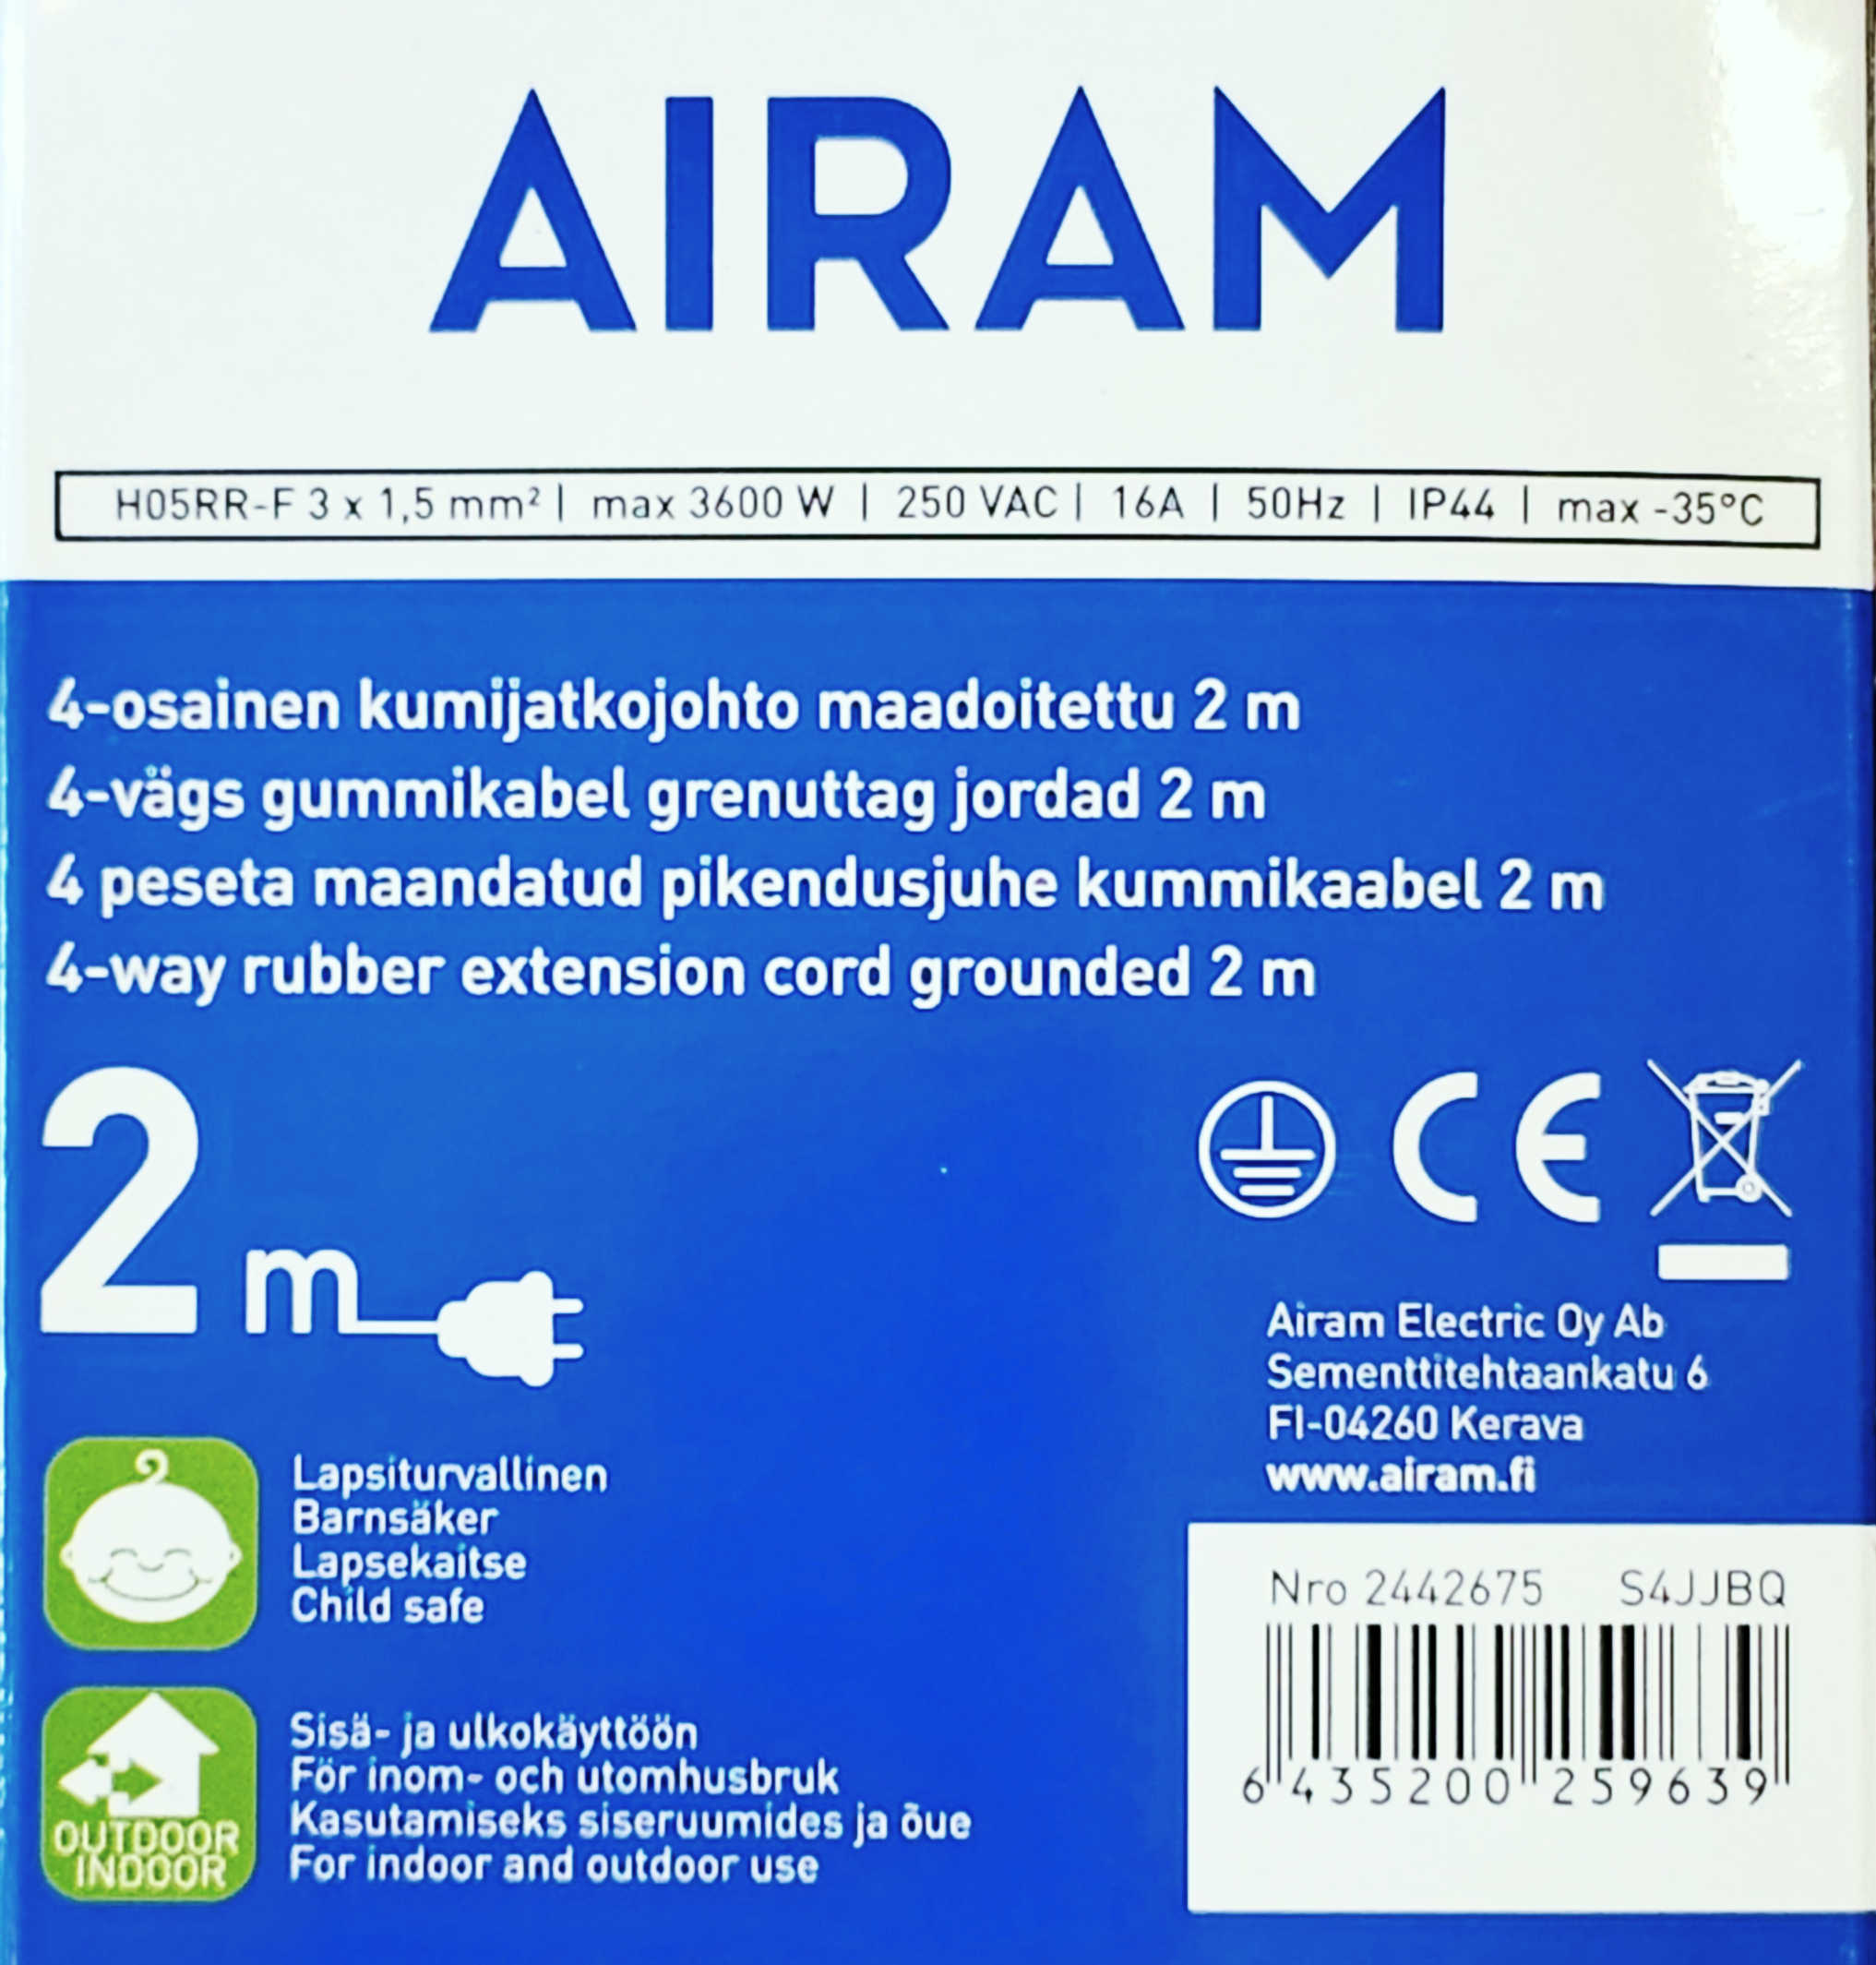 AIRAM
H05RR-F 3 x 1,5 mm² | max 3600 W | 250 VAC | 16A | 50Hz | IP44 | max -35°C
4-osainen kumijatkojohto maadoitettu 2 m
4-vägs gummikabel grenuttag jordad 2 m
4 peseta maandatud pikendusjuhe kummikaabel 2 m
4-way rubber extension cord grounded 2 m
2 m
CE
Airam Electric Oy Ab
Sementtitehtaankatu 6
FI-04260 Kerava
www.airam.fi
Lapsiturvallinen
Barnsäker
Lapsekaitse
Child safe
OUTDOOR
INDOOR
Sisä- ja ulkokäyttöön
För inom- och utomhusbruk
Kasutamiseks siseruumides ja õue
For indoor and outdoor use
Nro 2442675 S4JJBQ
6 435200 259639